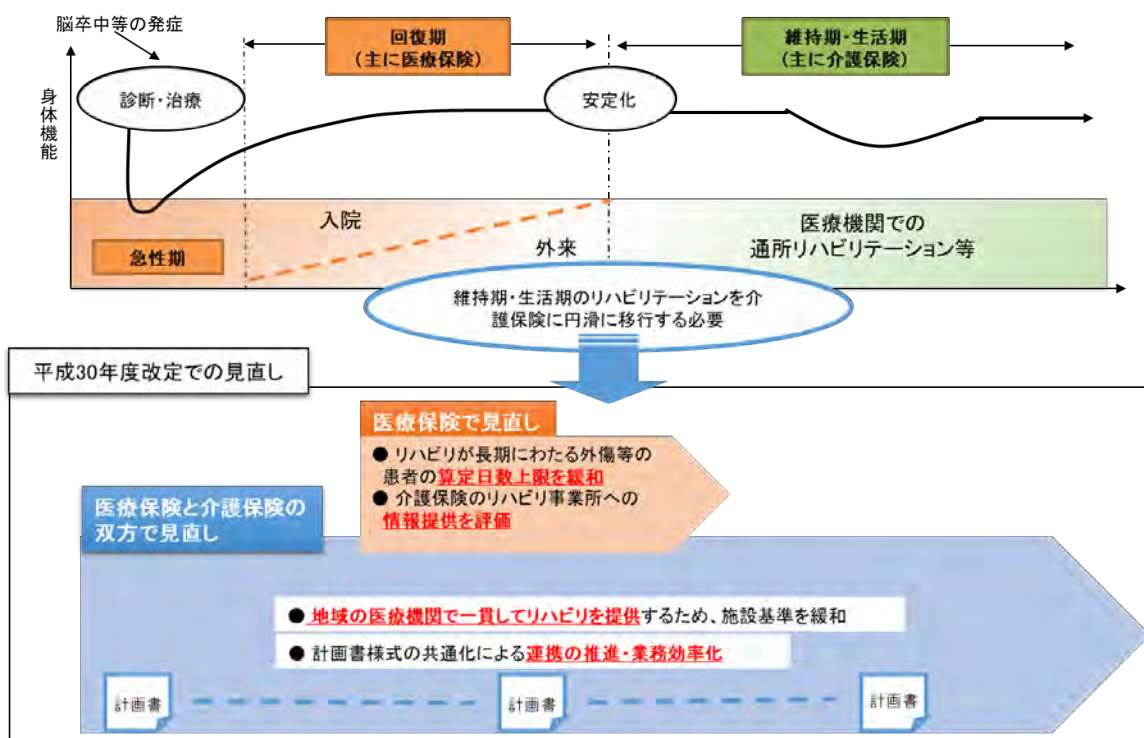 脳卒中等の発症
回復期
(主に医療保険)
維持期・生活期
(主に介護保険)
身体機能
診断・治療
安定化
入院
外来
医療機関での
通所リハビリテーション等
急性期
維持期・生活期のリハビリテーションを介
護保険に円滑に移行する必要
平成30年度改定での見直し
医療保険で見直し
● リハビリが長期にわたる外傷等の
患者の算定日数上限を緩和
● 介護保険のリハビリ事業所への
情報提供を評価
医療保険と介護保険の
双方で見直し
● 地域の医療機関で一貫してリハビリを提供するため、施設基準を緩和
● 計画書様式の共通化による連携の推進・業務効率化
計画書
計画書
計画書